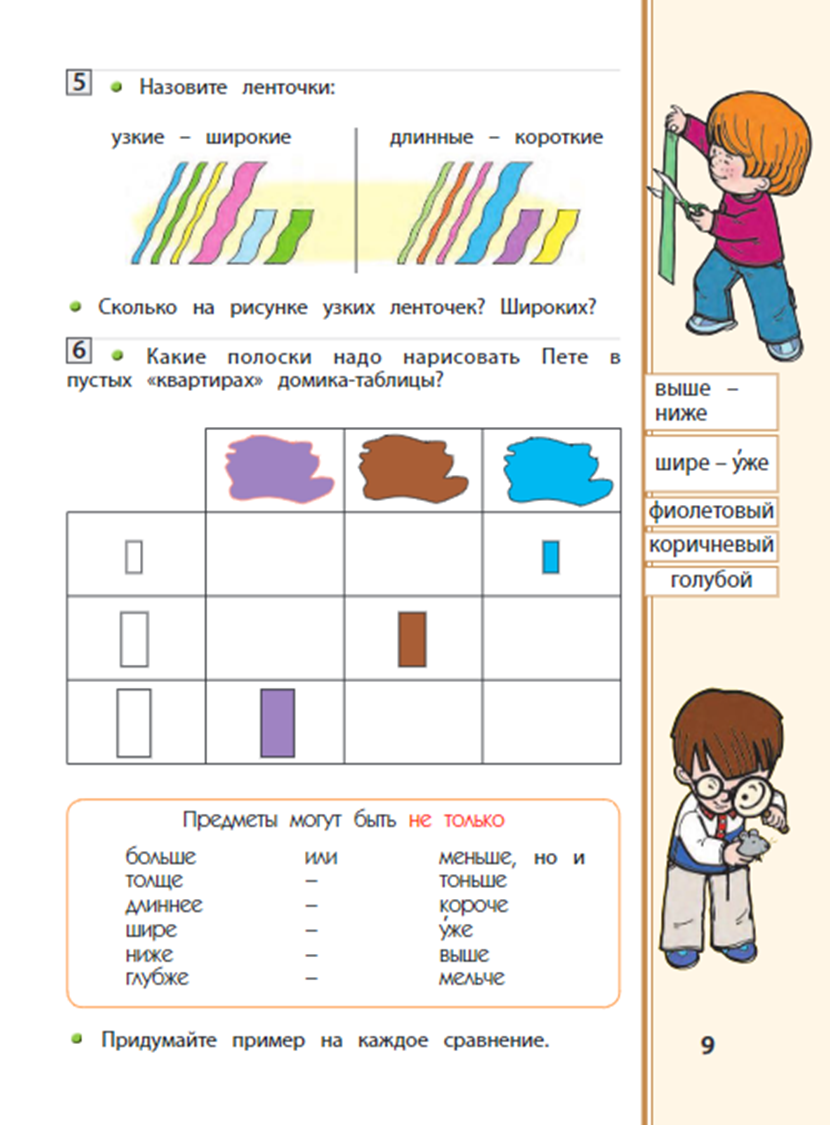 5 Назовите ленточки:
узкие – широкие
длинные – короткие
Сколько на рисунке узких ленточек? Широких?
6 Какие полоски надо нарисовать Пете в
пустых «квартирах» домика-таблицы?
выше –
ниже
шире – у́же
фиолетовый
коричневый
голубой
Предметы могут быть не только
больше или меньше, но и
толще – тоньше
длиннее – короче
шире – у́же
ниже – выше
глубже – мельче
Придумайте пример на каждое сравнение.
9